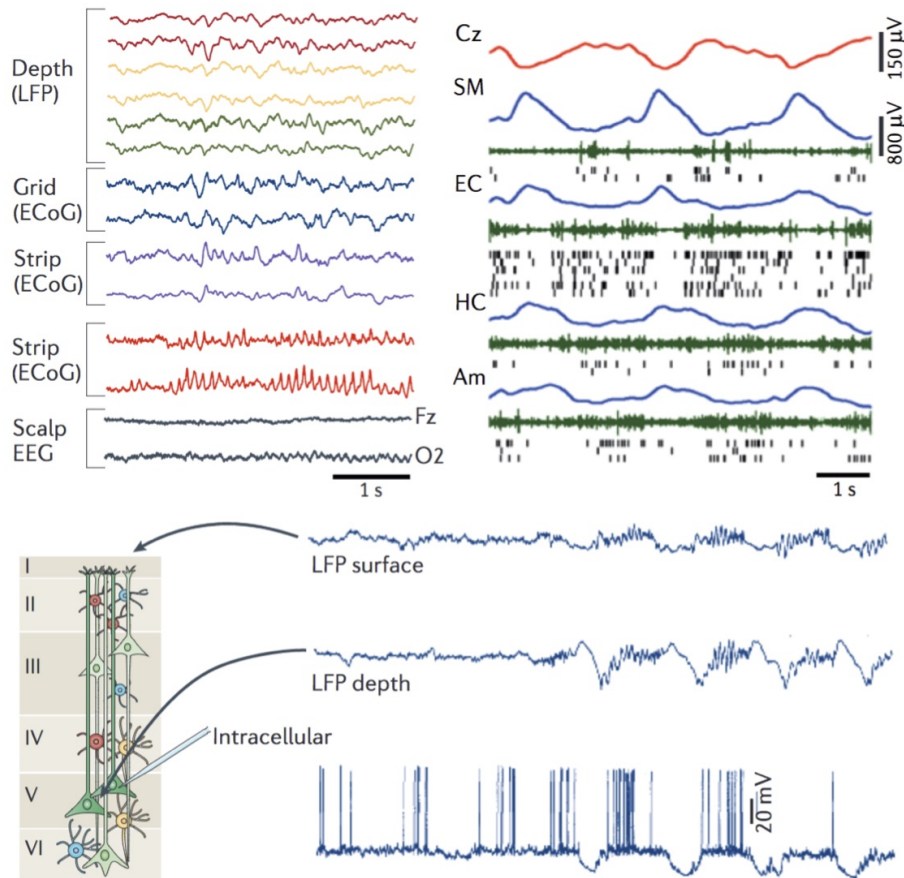 Depth
(LFP)
Grid
(ECoG)
Strip
(ECoG)
Strip
(ECoG)
Scalp
EEG
Fz
O2
1 s
Cz
150 µV
SM
800 µV
EC
HC
Am
1 s
LFP surface
LFP depth
Intracellular
20 mV
I
II
III
IV
V
VI